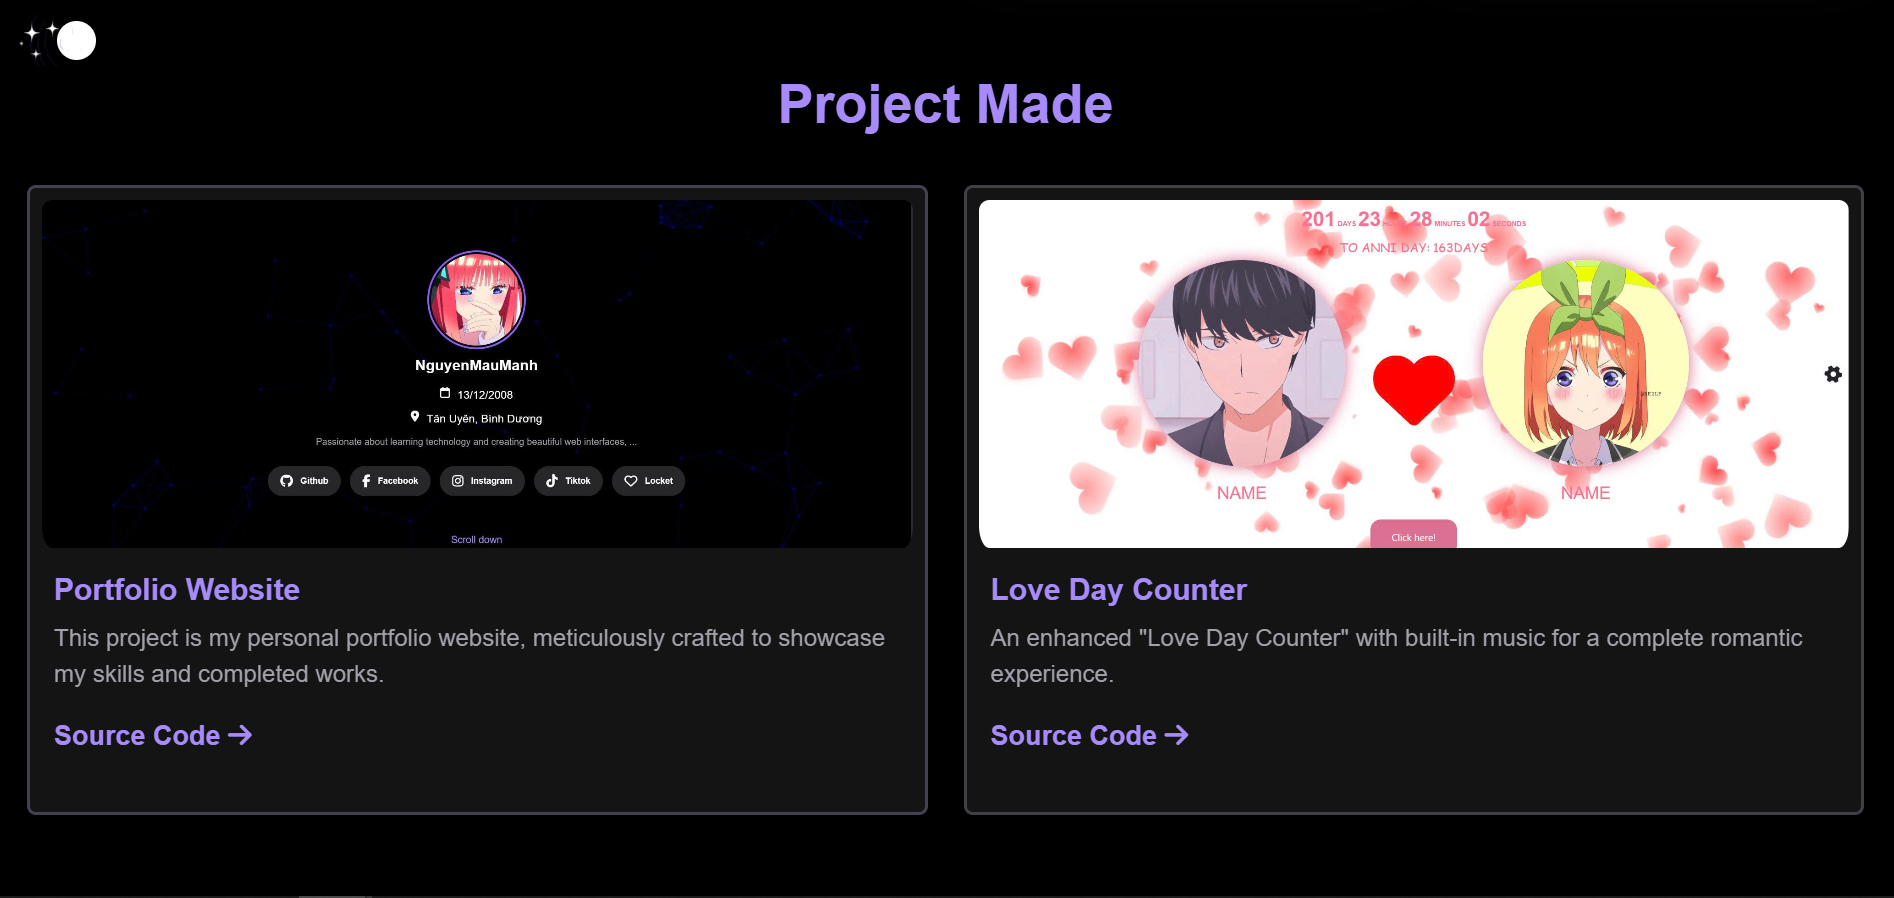 Project Made
NguyenMauManh
13/12/2008
Tân Uyên, Bình Dương
Passionate about learning technology and creating beautiful web interfaces, ...
Github Facebook Instagram Tiktok Locket
Scroll down
Portfolio Website
This project is my personal portfolio website, meticulously crafted to showcase
my skills and completed works.
Source Code
201 DAYS 23 28 MINUTES 02 SECONDS
TO ANNI DAY: 163DAYS
NAME
NAME
Click here!
Love Day Counter
An enhanced "Love Day Counter" with built-in music for a complete romantic
experience.
Source Code